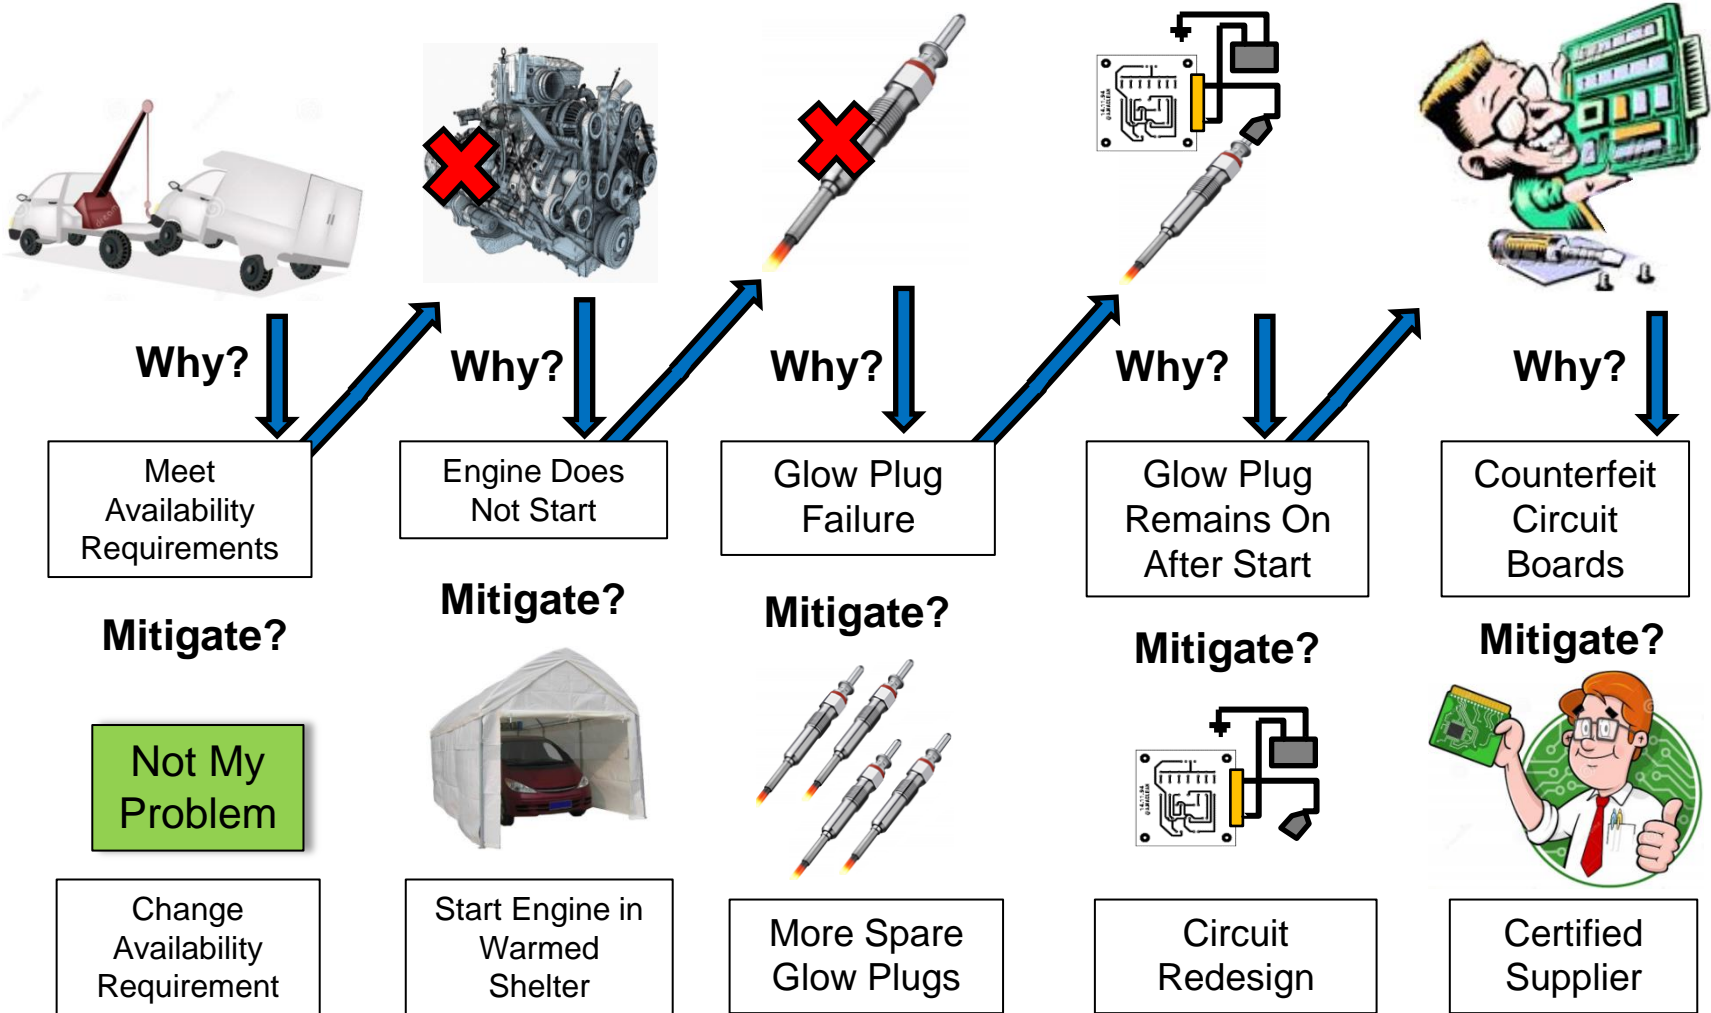 Why?
Why?
Why?
Why?
Why?
Meet
Availability
Requirements
Engine Does
Not Start
Glow Plug
Failure
Glow Plug
Remains On
After Start
Counterfeit
Circuit
Boards
Mitigate?
Mitigate?
Mitigate?
Mitigate?
Mitigate?
Not My
Problem
Change
Availability
Requirement
Start Engine in
Warmed
Shelter
More Spare
Glow Plugs
Circuit
Redesign
Certified
Supplier